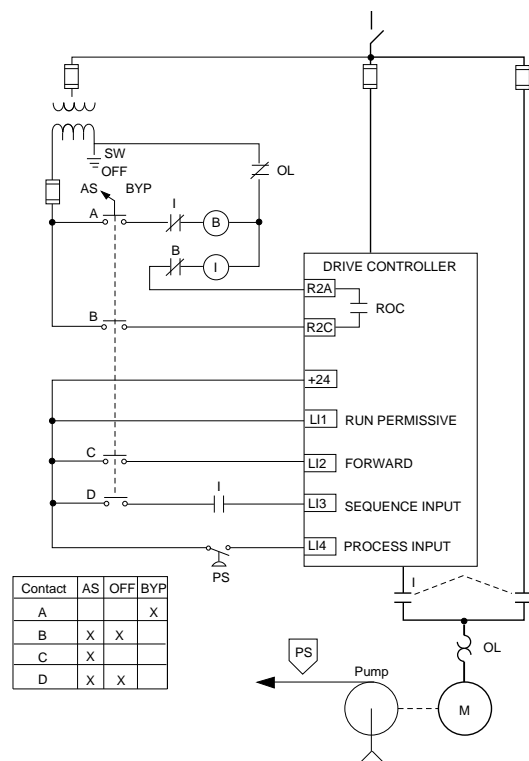 SW
OFF
AS
BYP
OL
A
I
B
B
I
DRIVE CONTROLLER
R2A
ROC
B
R2C
+24
LI1 RUN PERMISSIVE
C
LI2 FORWARD
D
I
LI3 SEQUENCE INPUT
LI4 PROCESS INPUT
PS
Contact AS OFF BYP
A X
B X X
C X
D X X
I
OL
PS
Pump
M